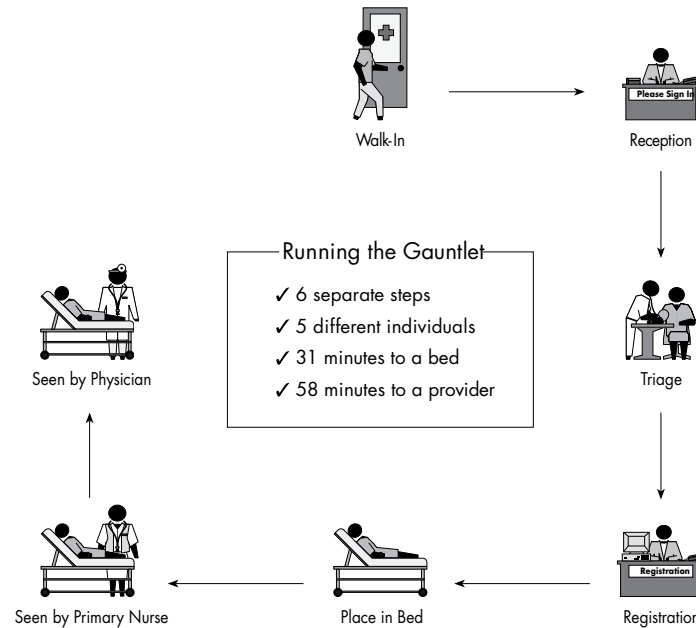 Walk-In
Please Sign In
Reception
Running the Gauntlet
✓ 6 separate steps
✓ 5 different individuals
✓ 31 minutes to a bed
✓ 58 minutes to a provider
Seen by Physician
Triage
Registration
Seen by Primary Nurse
Place in Bed
Registration